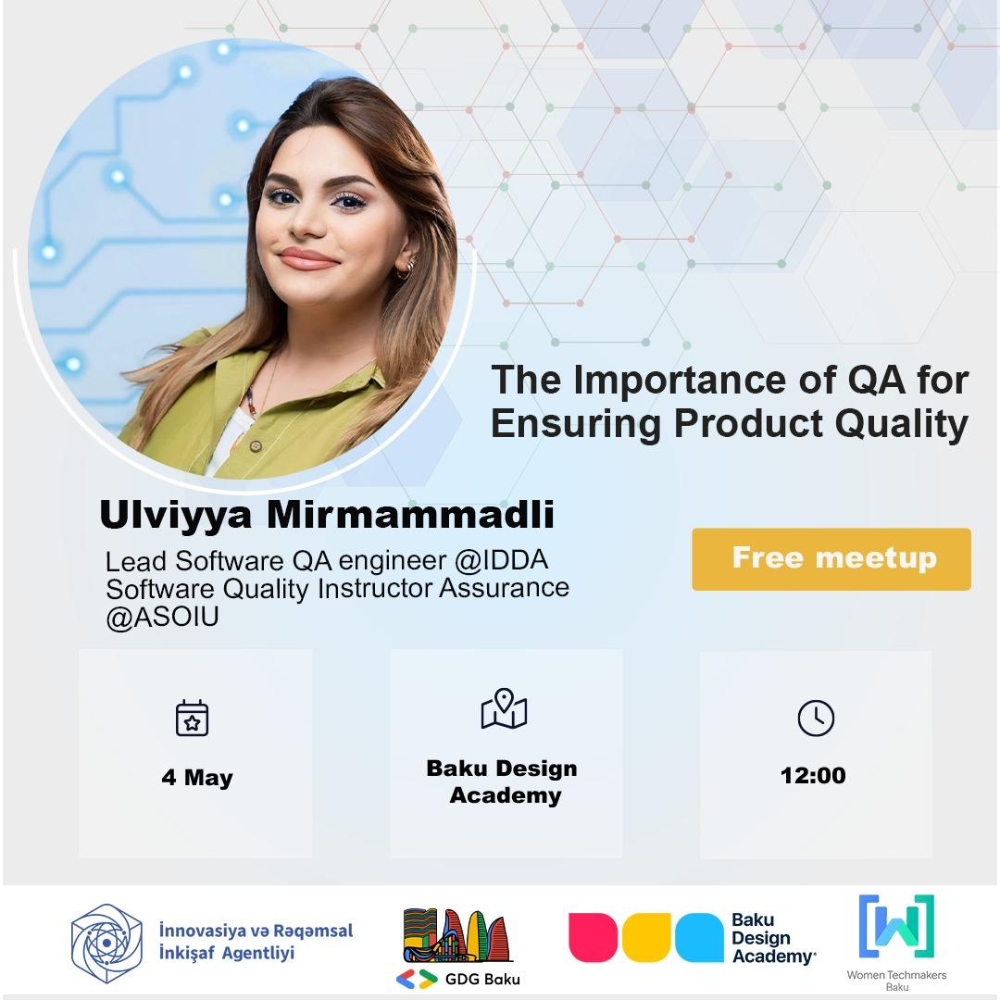 The Importance of QA for
Ensuring Product Quality
Ulviyya Mirmammadli
Lead Software QA engineer @IDDA
Software Quality Instructor Assurance
@ASOIU
Free meetup
4 May
Baku Design
Academy
12:00
İnnovasiya və Rəqəmsal
İnkişaf Agentliyi
GDG Baku
Baku
Design
Academy
Women Techmakers
Baku